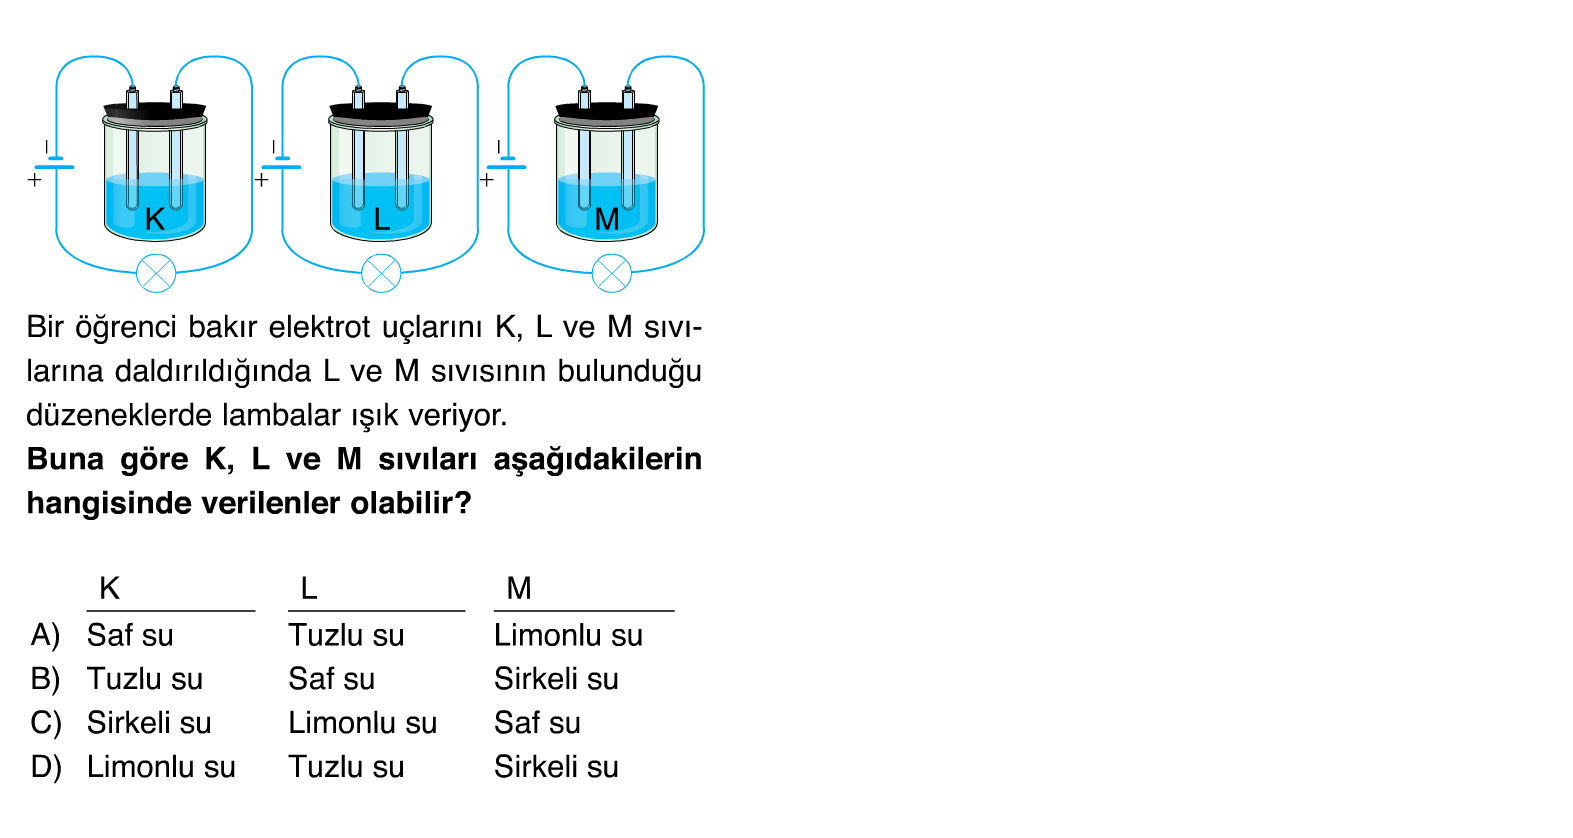 K L M
Bir öğrenci bakır elektrot uçlarını K, L ve M sıvı-
larına daldırıldığında L ve M sıvısının bulunduğu
düzeneklerde lambalar ışık veriyor.
Buna göre K, L ve M sıvıları aşağıdakilerin
hangisinde verilenler olabilir?
K L M
A) Saf su Tuzlu su Limonlu su
B) Tuzlu su Saf su Sirkeli su
C) Sirkeli su Limonlu su Saf su
D) Limonlu su Tuzlu su Sirkeli su